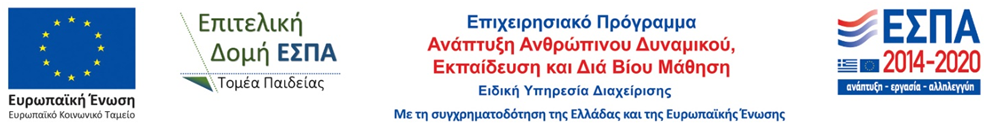 Ευρωπαϊκή Ένωση
Ευρωπαϊκό Κοινωνικό Ταμείο
Επιτελική
Δομή ΕΣΠΑ
Τομέα Παιδείας
Επιχειρησιακό Πρόγραμμα
Ανάπτυξη Ανθρώπινου Δυναμικού,
Εκπαίδευση και Διά Βίου Μάθηση
Ειδική Υπηρεσία Διαχείρισης
Με τη συγχρηματοδότηση της Ελλάδας και της Ευρωπαϊκής Ένωσης
ΕΣΠΑ
2014-2020
ανάπτυξη - εργασία - αλληλεγγύη